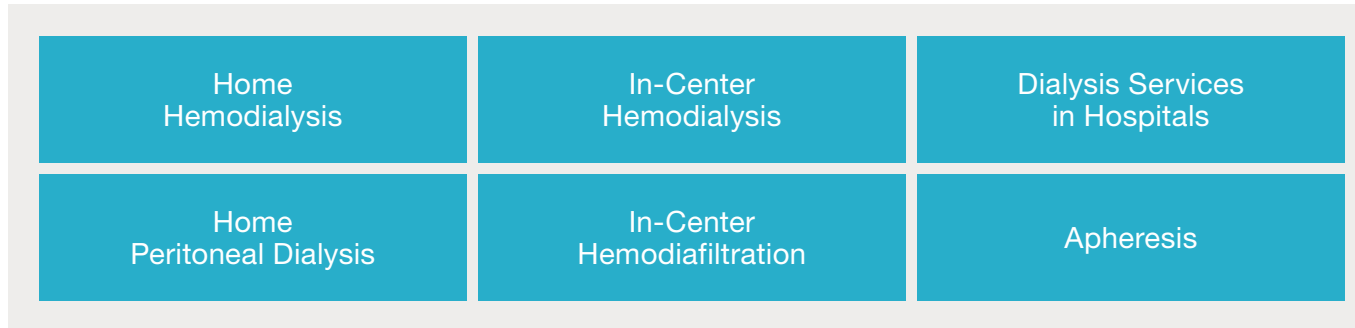 Home
Hemodialysis
In-Center
Hemodialysis
Dialysis Services
in Hospitals
Home
Peritoneal Dialysis
In-Center
Hemodiafiltration
Apheresis